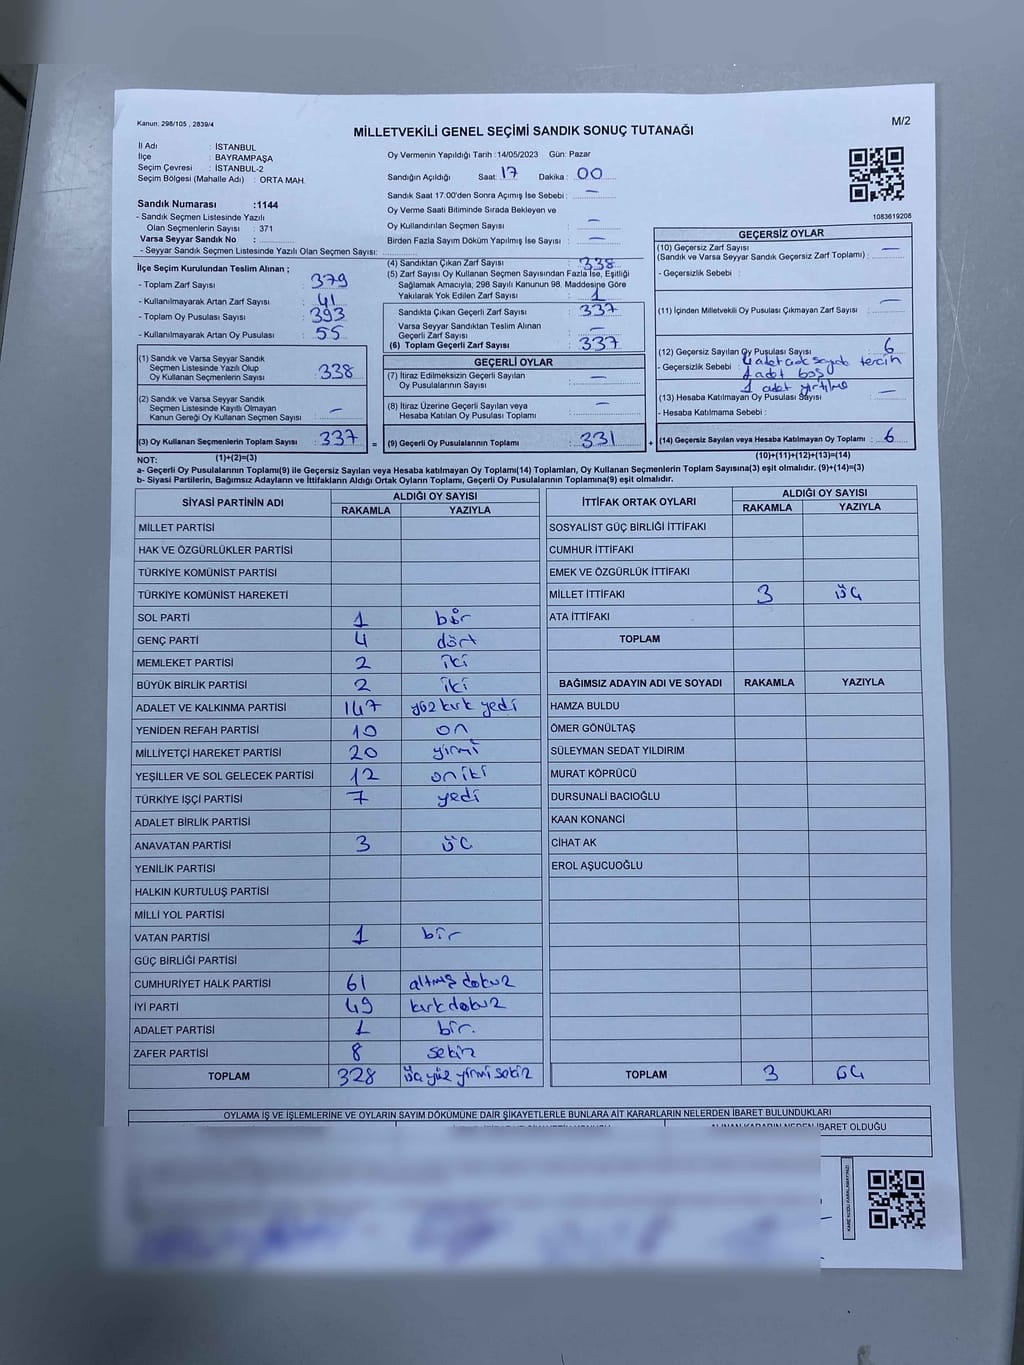 Kanun: 298/105 , 2839/4
MİLLETVEKİLİ GENEL SEÇİMİ SANDIK SONUÇ TUTANAĞI
M/2
İl Adı : İSTANBUL
İlçe : BAYRAMPAŞA
Seçim Çevresi : İSTANBUL-2
Seçim Bölgesi (Mahalle Adı) : ORTA MAH.
Sandık Numarası :1144
- Sandık Seçmen Listesinde Yazılı
Olan Seçmenlerin Sayısı : 371
Varsa Seyyar Sandık No :
- Seyyar Sandık Seçmen Listesinde Yazılı Olan Seçmen Sayısı:
Oy Vermenin Yapıldığı Tarih :14/05/2023 Gün: Pazar
Sandığın Açıldığı Saat: 17 Dakika : 00
Sandık Saat 17.00'den Sonra Açımış İse Sebebi : —
Oy Verme Saati Bitiminde Sırada Bekleyen ve
Oy Kullandırılan Seçmen Sayısı : —
Birden Fazla Sayım Döküm Yapılmış İse Sayısı : —
1083619208
İlçe Seçim Kurulundan Teslim Alınan ;
- Toplam Zarf Sayısı : 379
- Kullanılmayarak Artan Zarf Sayısı : 41
- Toplam Oy Pusulası Sayısı : 393
- Kullanılmayarak Artan Oy Pusulası : 55
(4) Sandıktan Çıkan Zarf Sayısı : 338
(5) Zarf Sayısı Oy Kullanan Seçmen Sayısından Fazla İse, Eşitliği
Sağlamak Amacıyla; 298 Sayılı Kanunun 98. Maddesine Göre
Yakılarak Yok Edilen Zarf Sayısı : 1
Sandıkta Çıkan Geçerli Zarf Sayısı : 337
Varsa Seyyar Sandıktan Teslim Alınan
Geçerli Zarf Sayısı : —
(6) Toplam Geçerli Zarf Sayısı : 337
GEÇERSİZ OYLAR
(10) Geçersiz Zarf Sayısı
(Sandık ve Varsa Seyyar Sandık Geçersiz Zarf Toplamı) : —
- Geçersizlik Sebebi :
(11) İçinden Milletvekili Oy Pusulası Çıkmayan Zarf Sayısı : —
(12) Geçersiz Sayılan Oy Pusulası Sayısı : 6
- Geçersizlik Sebebi : 4 adet tercih
1 adet boş
1 adet yırtılma
(13) Hesaba Katılmayan Oy Pusulası Sayısı : —
- Hesaba Katılmama Sebebi :
(1) Sandık ve Varsa Seyyar Sandık
Seçmen Listesinde Yazılı Olup
Oy Kullanan Seçmenlerin Sayısı : 338
(2) Sandık ve Varsa Seyyar Sandık
Seçmen Listesinde Kayıtlı Olmayan
Kanun Gereği Oy Kullanan Seçmen Sayısı : —
GEÇERLİ OYLAR
(7) İtiraz Edilmeksizin Geçerli Sayılan
Oy Pusulalarının Sayısı : —
(8) İtiraz Üzerine Geçerli Sayılan veya
Hesaba Katılan Oy Pusulası Toplamı : —
(3) Oy Kullanan Seçmenlerin Toplam Sayısı : 337 = (9) Geçerli Oy Pusulalarının Toplamı : 331 + (14) Geçersiz Sayılan veya Hesaba Katılmayan Oy Toplamı : 6
NOT: (1)+(2)=(3) (10)+(11)+(12)+(13)=(14)
a- Geçerli Oy Pusulalarının Toplamı(9) ile Geçersiz Sayılan veya Hesaba katılmayan Oy Toplamı(14) Toplamları, Oy Kullanan Seçmenlerin Toplam Sayısına(3) eşit olmalıdır. (9)+(14)=(3)
b- Siyasi Partilerin, Bağımsız Adayların ve İttifakların Aldığı Ortak Oyların Toplamı, Geçerli Oy Pusulalarının Toplamına(9) eşit olmalıdır.
SİYASİ PARTİNİN ADI ALDIĞI OY SAYISI
RAKAMLA YAZIYLA
MİLLET PARTİSİ
HAK VE ÖZGÜRLÜKLER PARTİSİ
TÜRKİYE KOMÜNİST PARTİSİ
TÜRKİYE KOMÜNİST HAREKETİ
SOL PARTİ 1 bir
GENÇ PARTİ 4 dört
MEMLEKET PARTİSİ 2 iki
BÜYÜK BİRLİK PARTİSİ 2 iki
ADALET VE KALKINMA PARTİSİ 147 yüz kırk yedi
YENİDEN REFAH PARTİSİ 10 on
MİLLİYETÇİ HAREKET PARTİSİ 20 yirmi
YEŞİLLER VE SOL GELECEK PARTİSİ 12 on iki
TÜRKİYE İŞÇİ PARTİSİ 7 yedi
ADALET BİRLİK PARTİSİ
ANAVATAN PARTİSİ 3 üç
YENİLİK PARTİSİ
HALKIN KURTULUŞ PARTİSİ
MİLLİ YOL PARTİSİ
VATAN PARTİSİ 1 bir
GÜÇ BİRLİĞİ PARTİSİ
CUMHURİYET HALK PARTİSİ 61 altmış dokuz
İYİ PARTİ 49 kırk dokuz
ADALET PARTİSİ 1 bir.
ZAFER PARTİSİ 8 sekiz
TOPLAM 328 üç yüz yirmi sekiz
İTTİFAK ORTAK OYLARI ALDIĞI OY SAYISI
RAKAMLA YAZIYLA
SOSYALİST GÜÇ BİRLİĞİ İTTİFAKI
CUMHUR İTTİFAKI
EMEK VE ÖZGÜRLÜK İTTİFAKI
MİLLET İTTİFAKI 3 üç
ATA İTTİFAKI
TOPLAM
BAĞIMSIZ ADAYIN ADI VE SOYADI RAKAMLA YAZIYLA
HAMZA BULDU
ÖMER GÖNÜLTAŞ
SÜLEYMAN SEDAT YILDIRIM
MURAT KÖPRÜCÜ
DURSUNALİ BACIOĞLU
KAAN KONANCİ
CİHAT AK
EROL AŞUCUOĞLU
TOPLAM 3 üç
OYLAMA İŞ VE İŞLEMLERİNE VE OYLARIN SAYIM DÖKÜMÜNE DAİR ŞİKAYETLERLE BUNLARA AİT KARARLARIN NELERDEN İBARET BULUNDUKLARI
ALINAN KARARIN NEDEN İBARET OLDUĞU
KARE KODU KARALAMAYINIZ!